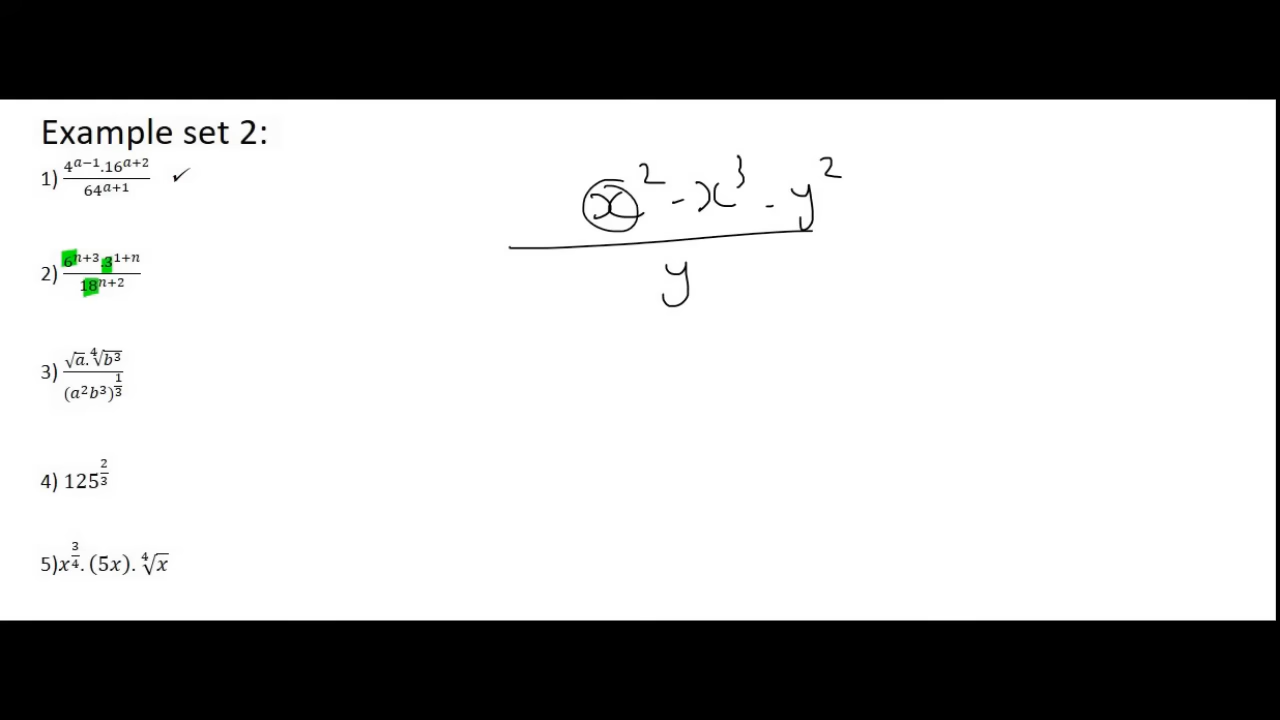 Example set 2:
1) 4^{a−1}.16^{a+2} / 64^{a+1} ✓
2) 6^{n+3}.3^{1+n} / 18^{n+2}
3) √a.∜b³ / (a²b³)^{1/3}
4) 125^{2/3}
5)x^{3/4}.(5x).∜x
x² - x³ - y²
y